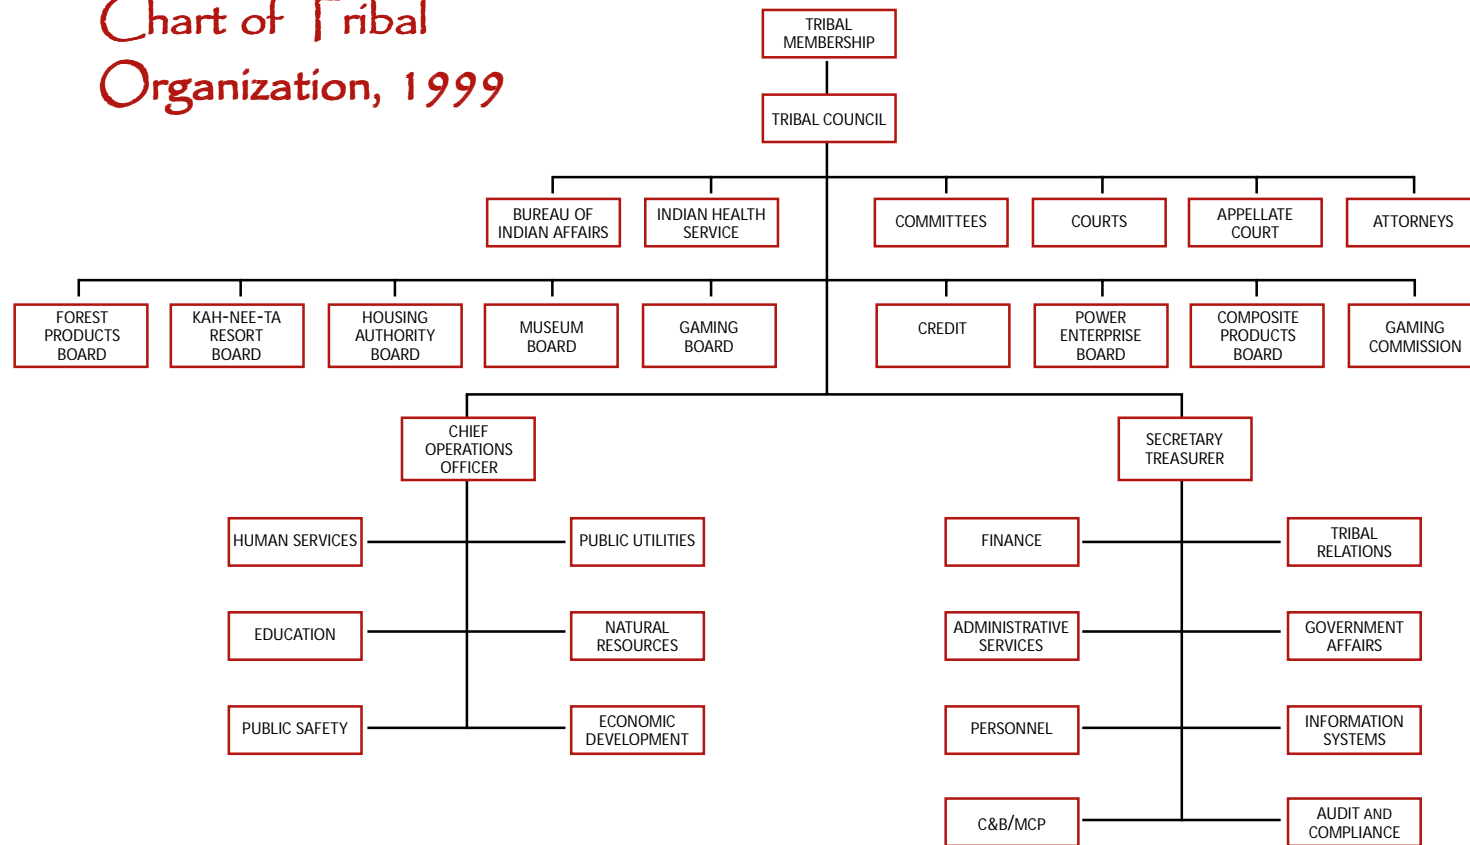 Chart of Tribal
Organization, 1999
TRIBAL
MEMBERSHIP
TRIBAL COUNCIL
BUREAU OF
INDIAN AFFAIRS
INDIAN HEALTH
SERVICE
COMMITTEES
COURTS
APPELLATE
COURT
ATTORNEYS
FOREST
PRODUCTS
BOARD
KAH-NEE-TA
RESORT
BOARD
HOUSING
AUTHORITY
BOARD
MUSEUM
BOARD
GAMING
BOARD
CREDIT
POWER
ENTERPRISE
BOARD
COMPOSITE
PRODUCTS
BOARD
GAMING
COMMISSION
CHIEF
OPERATIONS
OFFICER
SECRETARY
TREASURER
HUMAN SERVICES
PUBLIC UTILITIES
FINANCE
TRIBAL
RELATIONS
EDUCATION
NATURAL
RESOURCES
ADMINISTRATIVE
SERVICES
GOVERNMENT
AFFAIRS
PUBLIC SAFETY
ECONOMIC
DEVELOPMENT
PERSONNEL
INFORMATION
SYSTEMS
C&B/MCP
AUDIT AND
COMPLIANCE